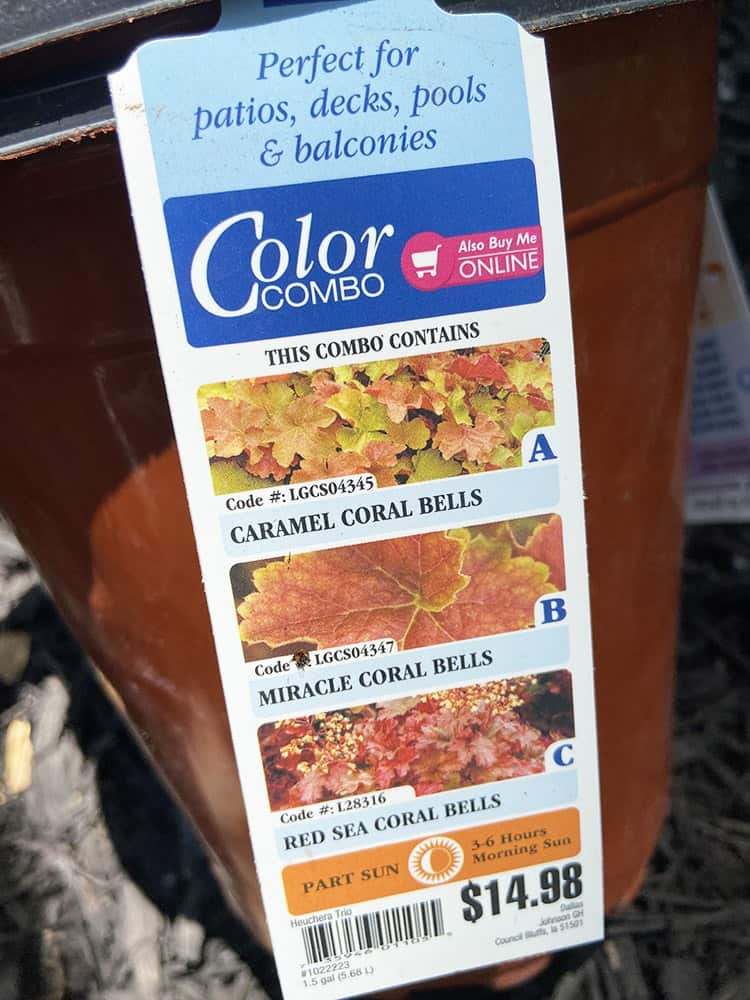 Perfect for
patios, decks, pools
& balconies
Color
COMBO
Also Buy Me
ONLINE
THIS COMBO CONTAINS
A
Code #: LGCS04345
CARAMEL CORAL BELLS
B
Code LGCS04347
MIRACLE CORAL BELLS
C
Code #: L28316
RED SEA CORAL BELLS
PART SUN
3-6 Hours
Morning Sun
$14.98
Heuchera Trio
Dallas
Johnson GH
Council Bluffs, IA 51501
#1022223
1.5 gal (5.68 L)